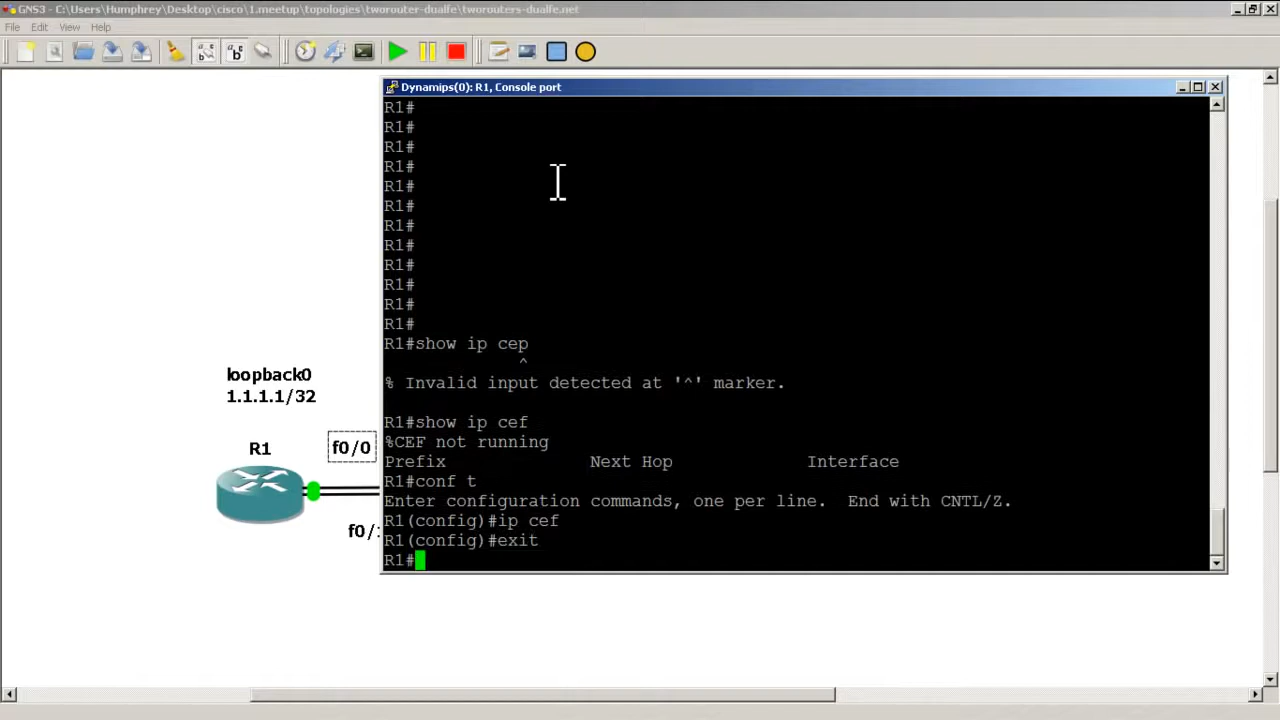 GNS3 - C:\Users\Humphrey\Desktop\cisco\1.meetup\topologies\tworouter-dualfe\tworouters-dualfe.net
File Edit View Help
Dynamips(0): R1, Console port
R1#
R1#
R1#
R1#
R1#
R1#
R1#
R1#
R1#
R1#
R1#
R1#
R1#show ip cep
^
% Invalid input detected at '^' marker.
R1#show ip cef
%CEF not running
Prefix Next Hop Interface
R1#conf t
Enter configuration commands, one per line. End with CNTL/Z.
R1(config)#ip cef
R1(config)#exit
R1#
loopback0
1.1.1.1/32
R1
f0/0